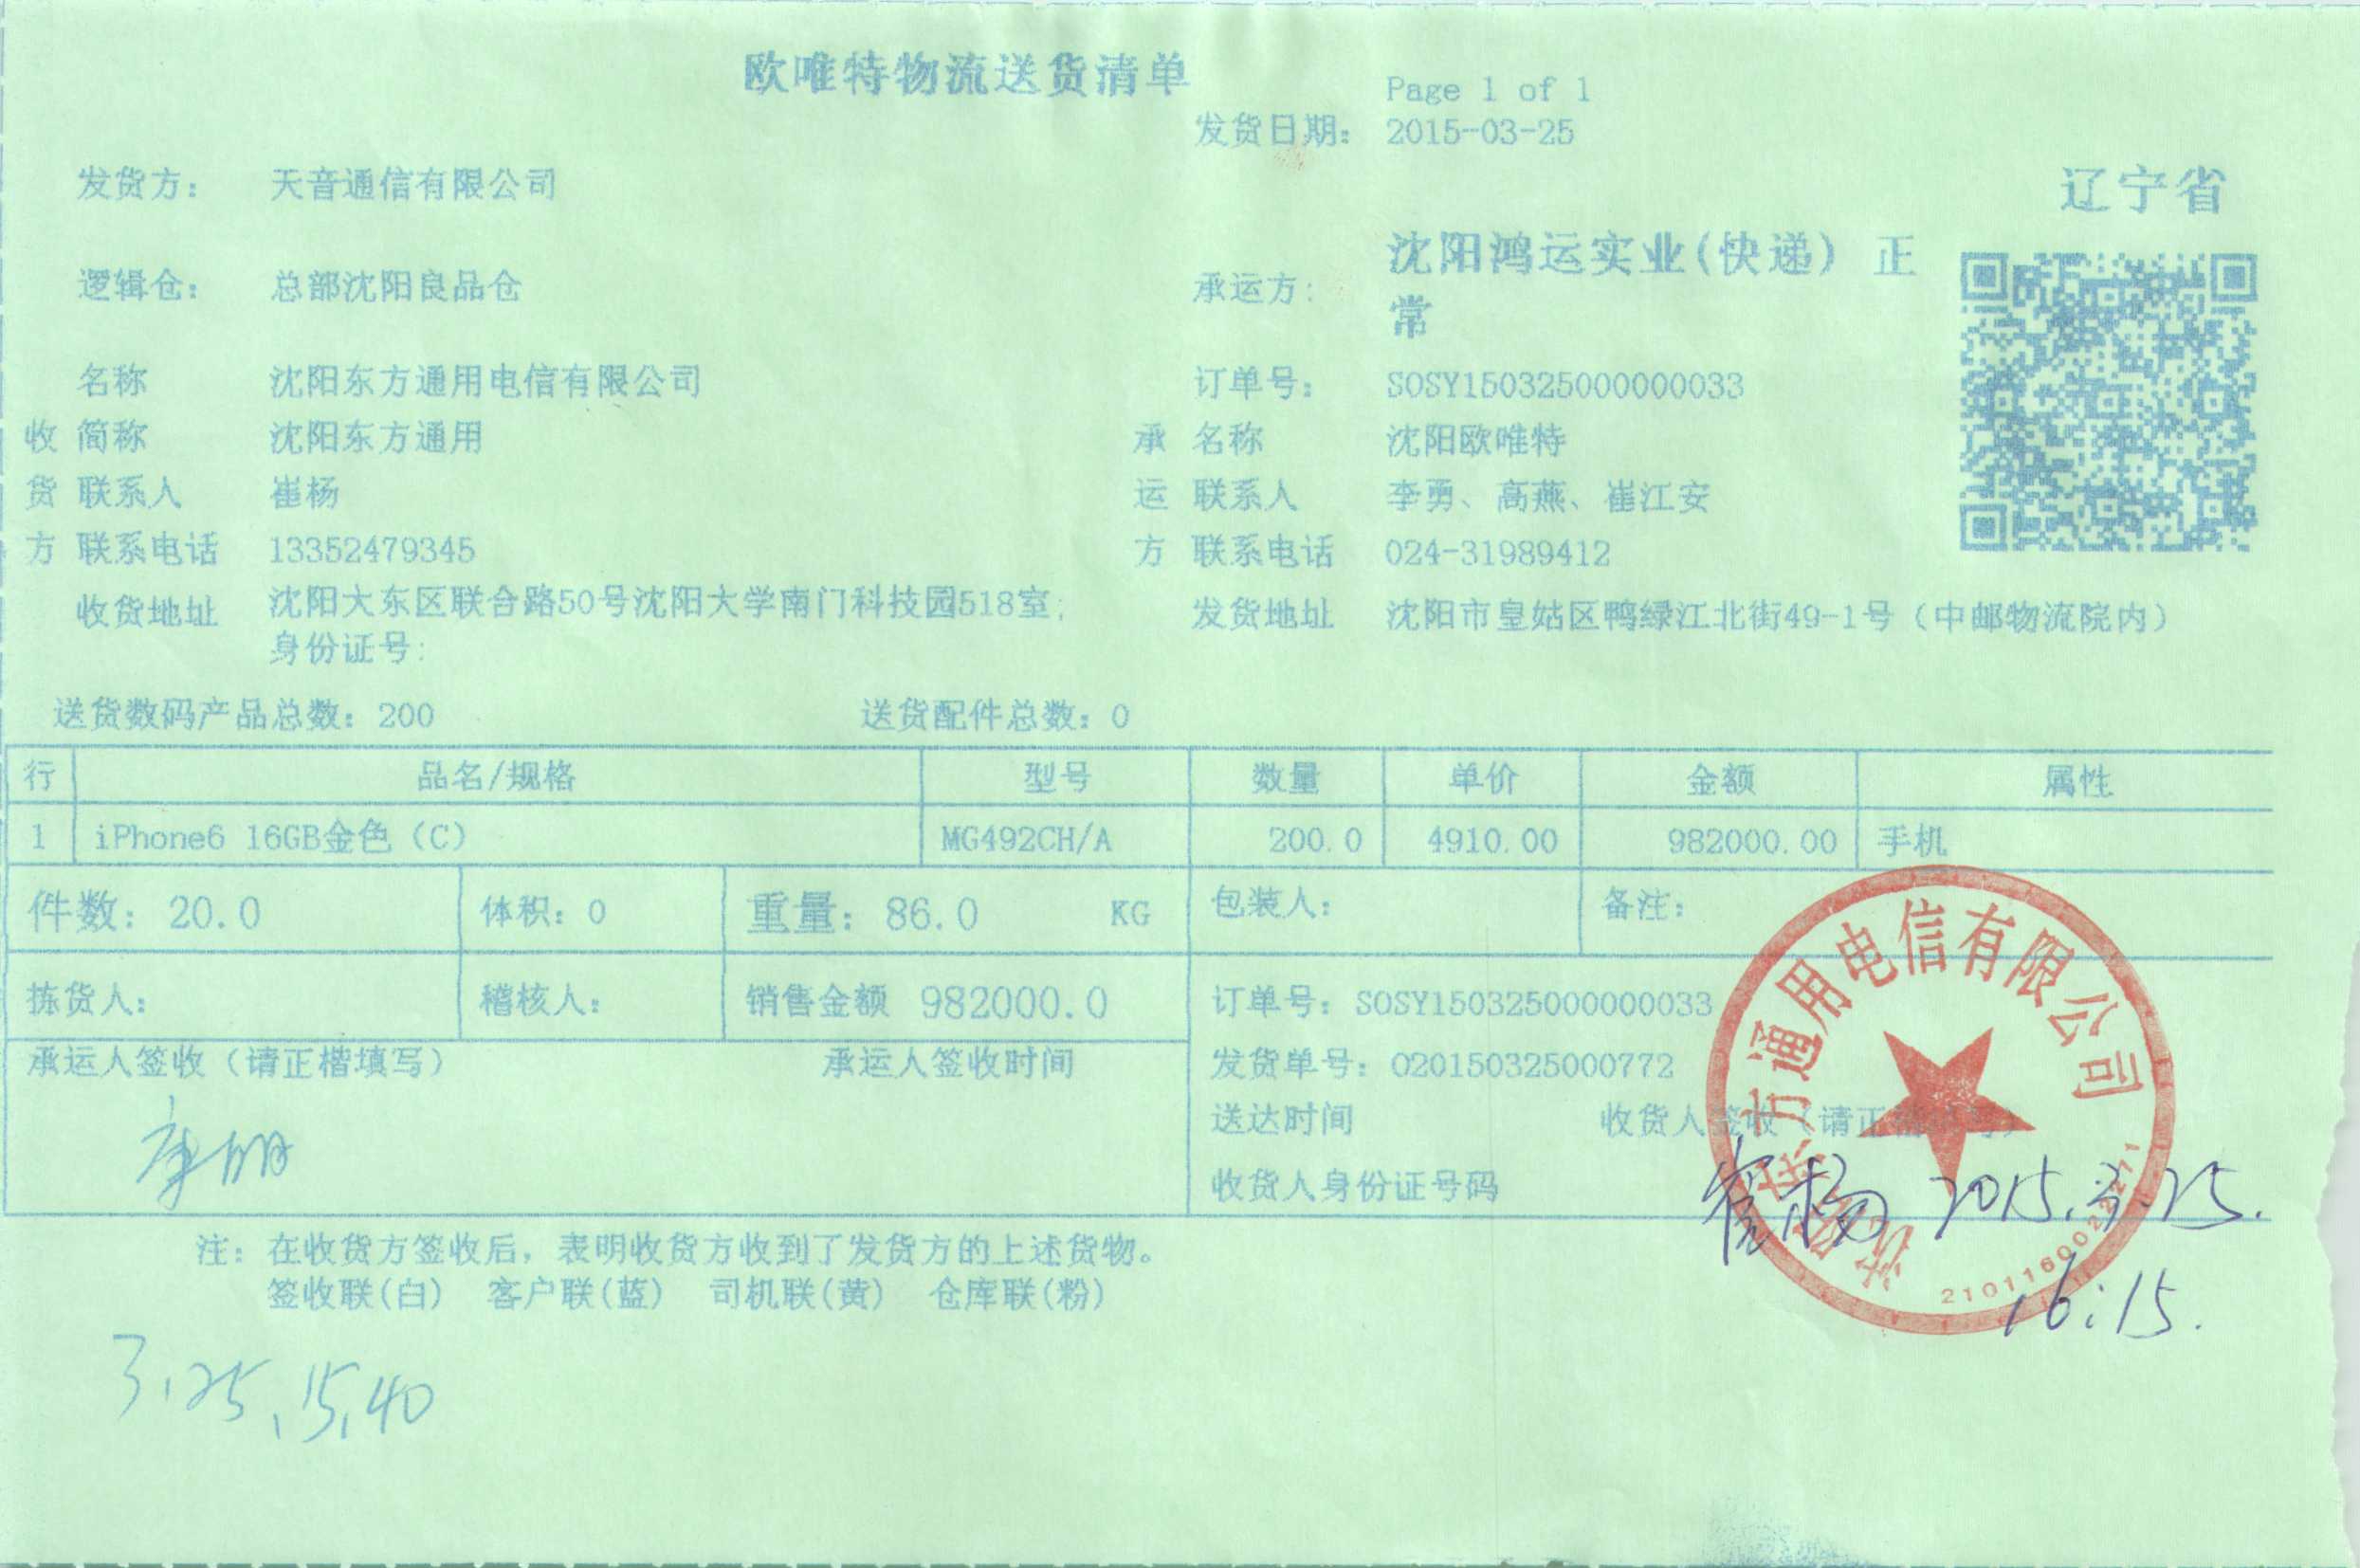 欧唯特物流送货清单
Page 1 of 1
发货日期: 2015-03-25
发货方: 天音通信有限公司
辽宁省
逻辑仓: 总部沈阳良品仓
承运方: 沈阳鸿运实业(快递) 正
常
名称 沈阳东方通用电信有限公司 订单号: SOSY150325000000033
收 简称 沈阳东方通用 承 名称 沈阳欧唯特
货 联系人 崔杨 运 联系人 李勇、高燕、崔江安
方 联系电话 13352479345 方 联系电话 024-31989412
收货地址 沈阳大东区联合路50号沈阳大学南门科技园518室; 发货地址 沈阳市皇姑区鸭绿江北街49-1号（中邮物流院内）
身份证号:
送货数码产品总数: 200 送货配件总数: 0
行 品名/规格 型号 数量 单价 金额 属性
1 iPhone6 16GB金色（C） MG492CH/A 200.0 4910.00 982000.00 手机
件数: 20.0 体积: 0 重量: 86.0 KG 包装人: 备注:
拣货人: 稽核人: 销售金额 982000.0 订单号: SOSY150325000000033
承运人签收（请正楷填写） 承运人签收时间 发货单号: O20150325000772
送达时间 收货人签收（请正楷填写）
收货人身份证号码
崔杨 2015.3.25.
16:15.
沈阳东方通用电信有限公司
注: 在收货方签收后, 表明收货方收到了发货方的上述货物。
签收联(白) 客户联(蓝) 司机联(黄) 仓库联(粉)
3.25.15.40